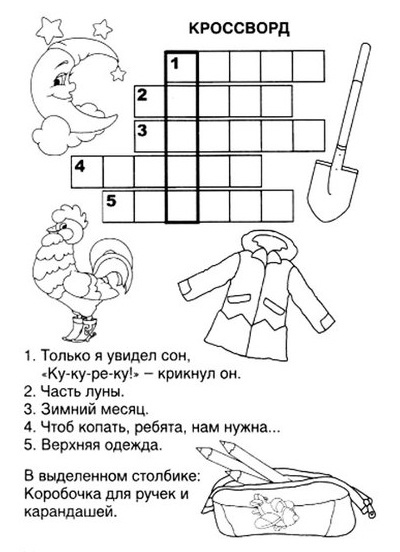 КРОССВОРД
1
2
3
4
5
1. Только я увидел сон,
«Ку-ку-ре-ку!» – крикнул он.
2. Часть луны.
3. Зимний месяц.
4. Чтоб копать, ребята, нам нужна...
5. Верхняя одежда.
В выделенном столбике:
Коробочка для ручек и
карандашей.